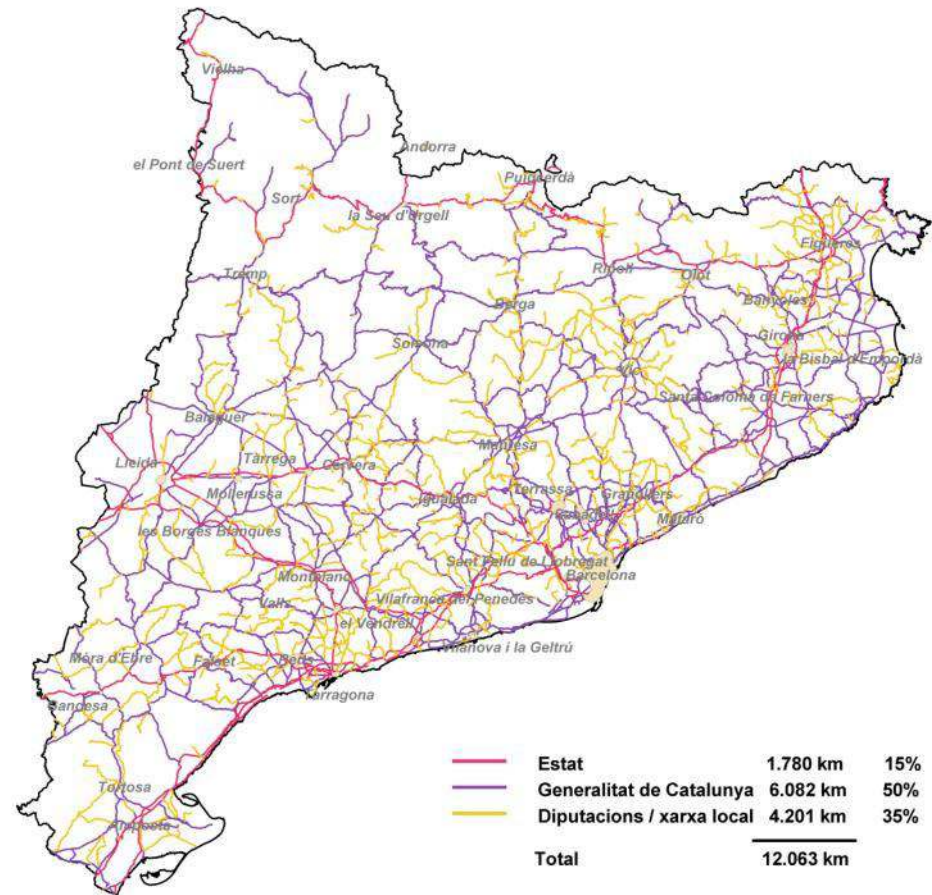 Vielha
Andorra
el Pont de Suert
Puigcerdà
Sort
la Seu d'Urgell
Figueres
Ripoll
Olot
Tremp
Banyoles
Berga
Girona
Solsona
la Bisbal d'Empordà
Vic
Santa Coloma de Farners
Balaguer
Manresa
Lleida
Tàrrega
Cervera
Mollerussa
Igualada
Terrassa
Granollers
Sabadell
Mataró
les Borges Blanques
Sant Feliu de Llobregat
Montblanc
Barcelona
Valls
Vilafranca del Penedès
el Vendrell
Vilanova i la Geltrú
Móra d'Ebre
Falset
Reus
Gandesa
Tarragona
Tortosa
Amposta
Estat 1.780 km 15%
Generalitat de Catalunya 6.082 km 50%
Diputacions / xarxa local 4.201 km 35%
Total 12.063 km